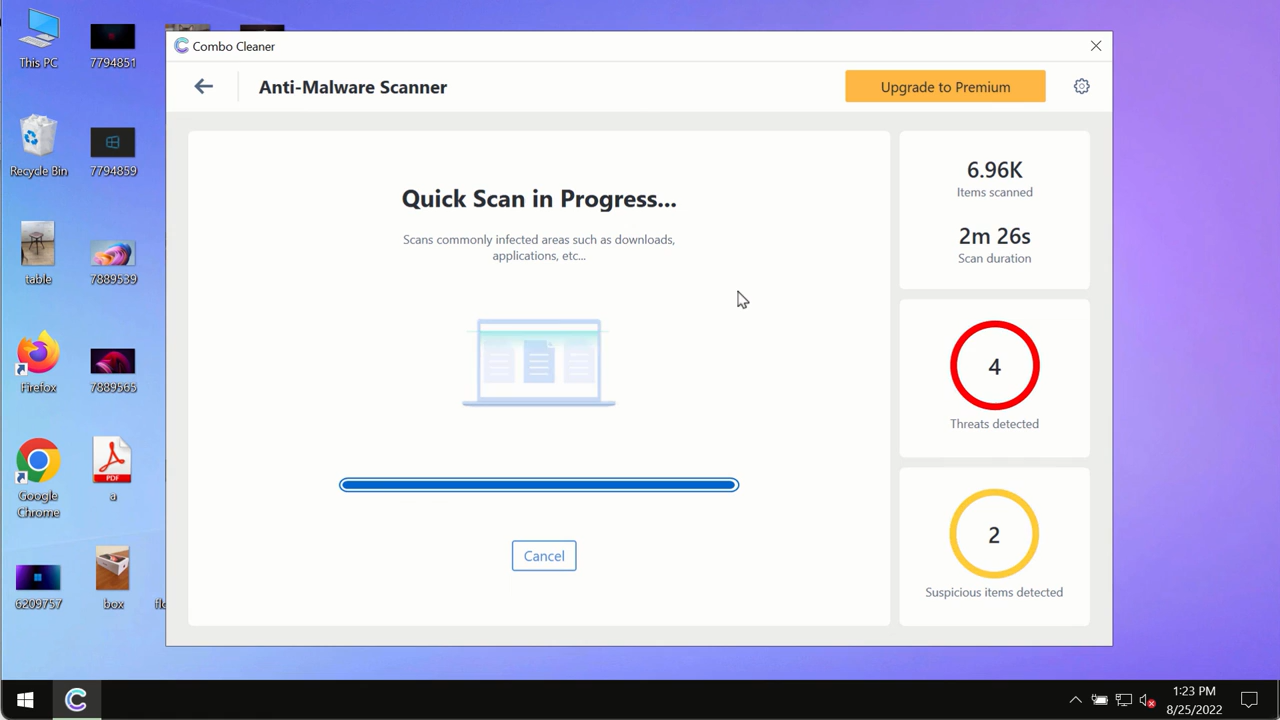 This PC
7794851
Recycle Bin
7794859
table
7889539
Firefox
7889565
Google
Chrome
PDF
a
6209757
box
Combo Cleaner
Anti-Malware Scanner
Upgrade to Premium
Quick Scan in Progress...
Scans commonly infected areas such as downloads,
applications, etc...
Cancel
6.96K
Items scanned
2m 26s
Scan duration
4
Threats detected
2
Suspicious items detected
1:23 PM
8/25/2022